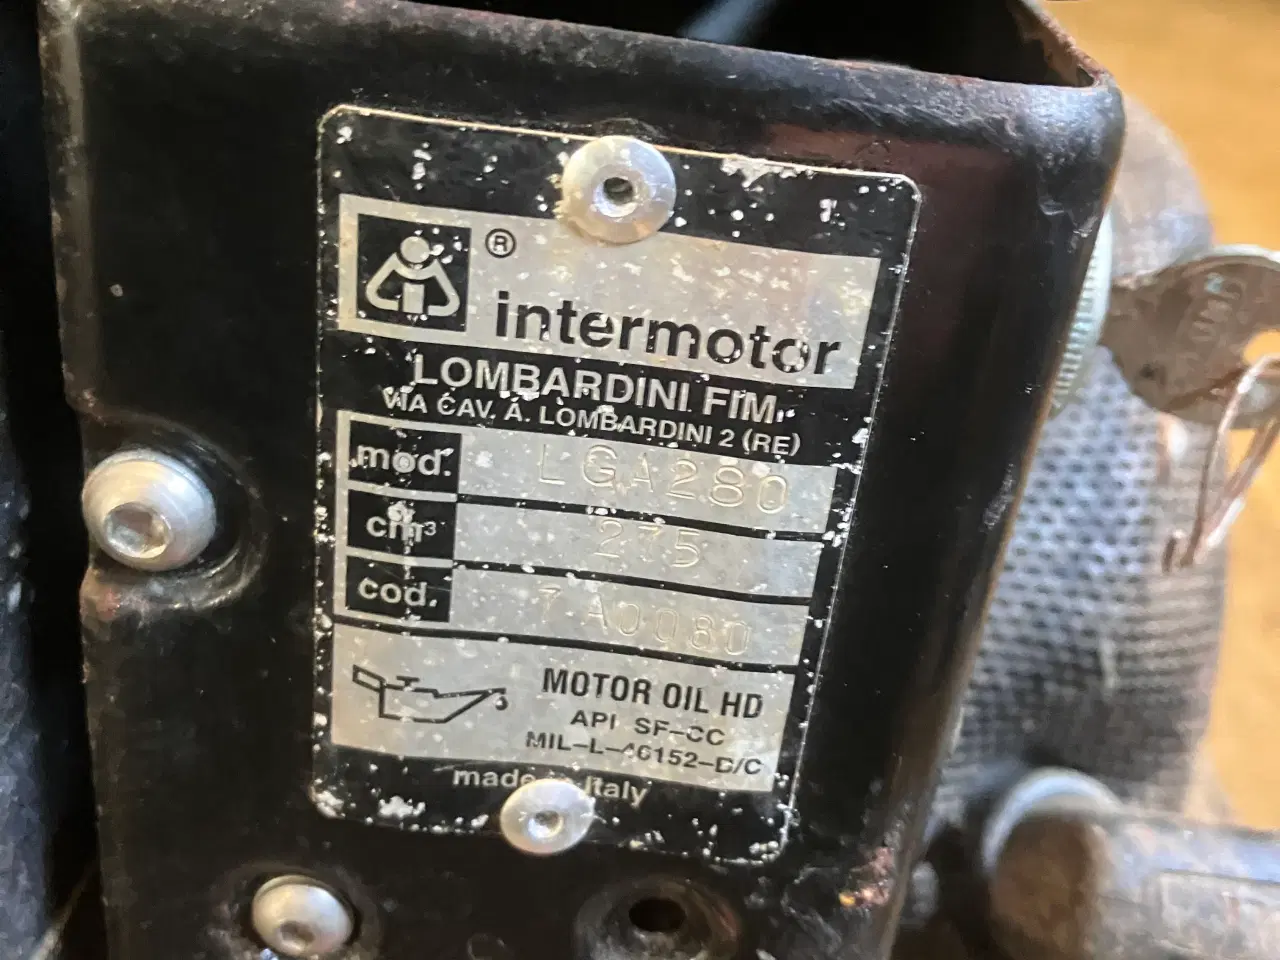 ®
intermotor
LOMBARDINI FIM
VIA CAV. A. LOMBARDINI 2 (RE)
mod. LGA280
cm³ 275
cod. 7A0080
MOTOR OIL HD
API SF-CC
MIL-L-46152-B/C
made Italy